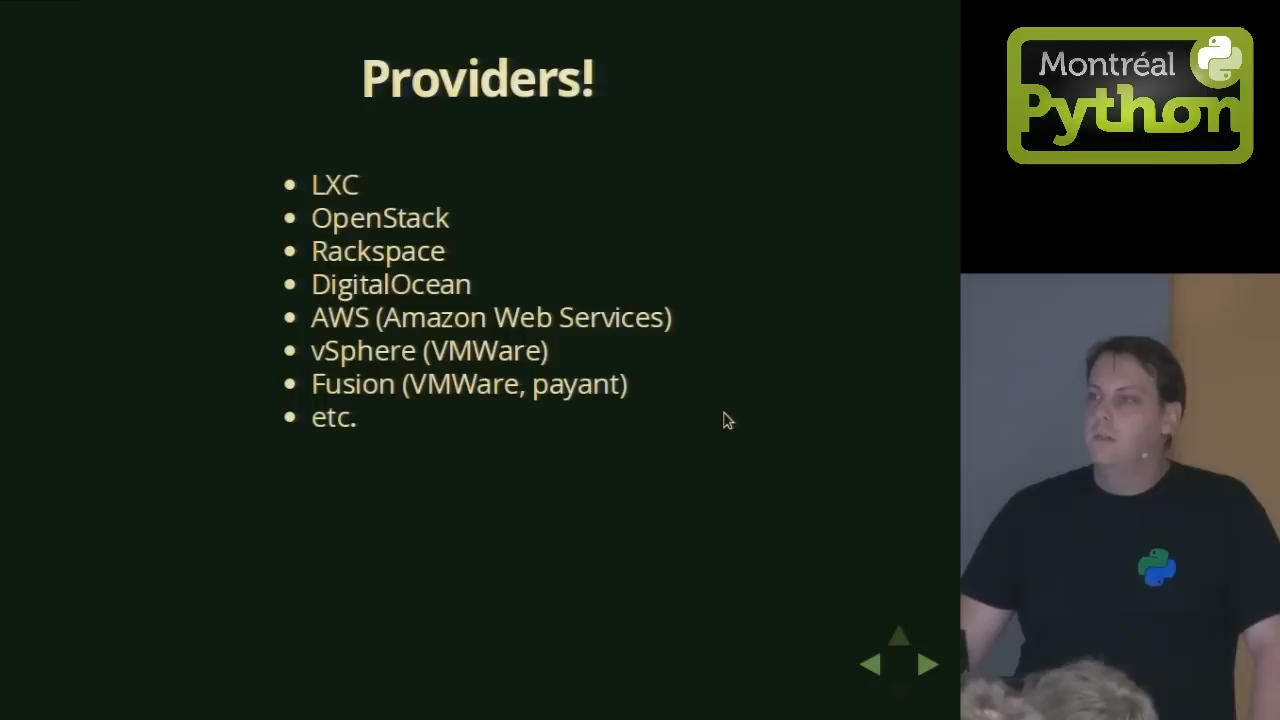 Providers!
LXC
OpenStack
Rackspace
DigitalOcean
AWS (Amazon Web Services)
vSphere (VMWare)
Fusion (VMWare, payant)
etc.
Montréal
Python